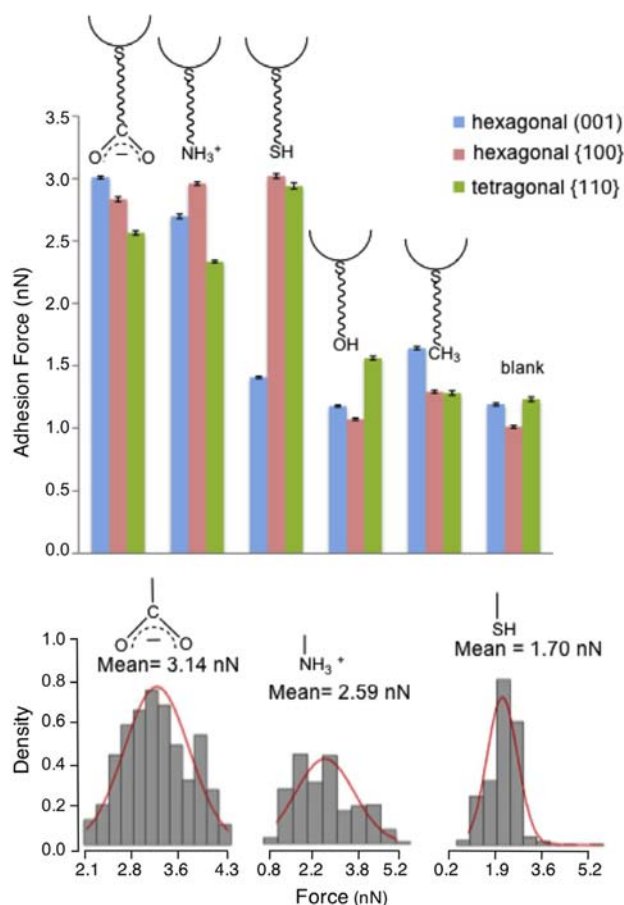 S
S
S
C
O
O
−
NH₃⁺
SH
hexagonal (001)
hexagonal {100}
tetragonal {110}
S
OH
S
CH₃
blank
Adhesion Force (nN)
3.5
3.0
2.5
2.0
1.5
1.0
0.5
0.0
C
O
O
−
Mean= 3.14 nN
NH₃⁺
Mean= 2.59 nN
SH
Mean = 1.70 nN
Density
1.0
0.8
0.6
0.4
0.2
0.0
2.1 2.8 3.6 4.3
0.8 2.2 3.8 5.2
0.2 1.9 3.6 5.2
Force (nN)